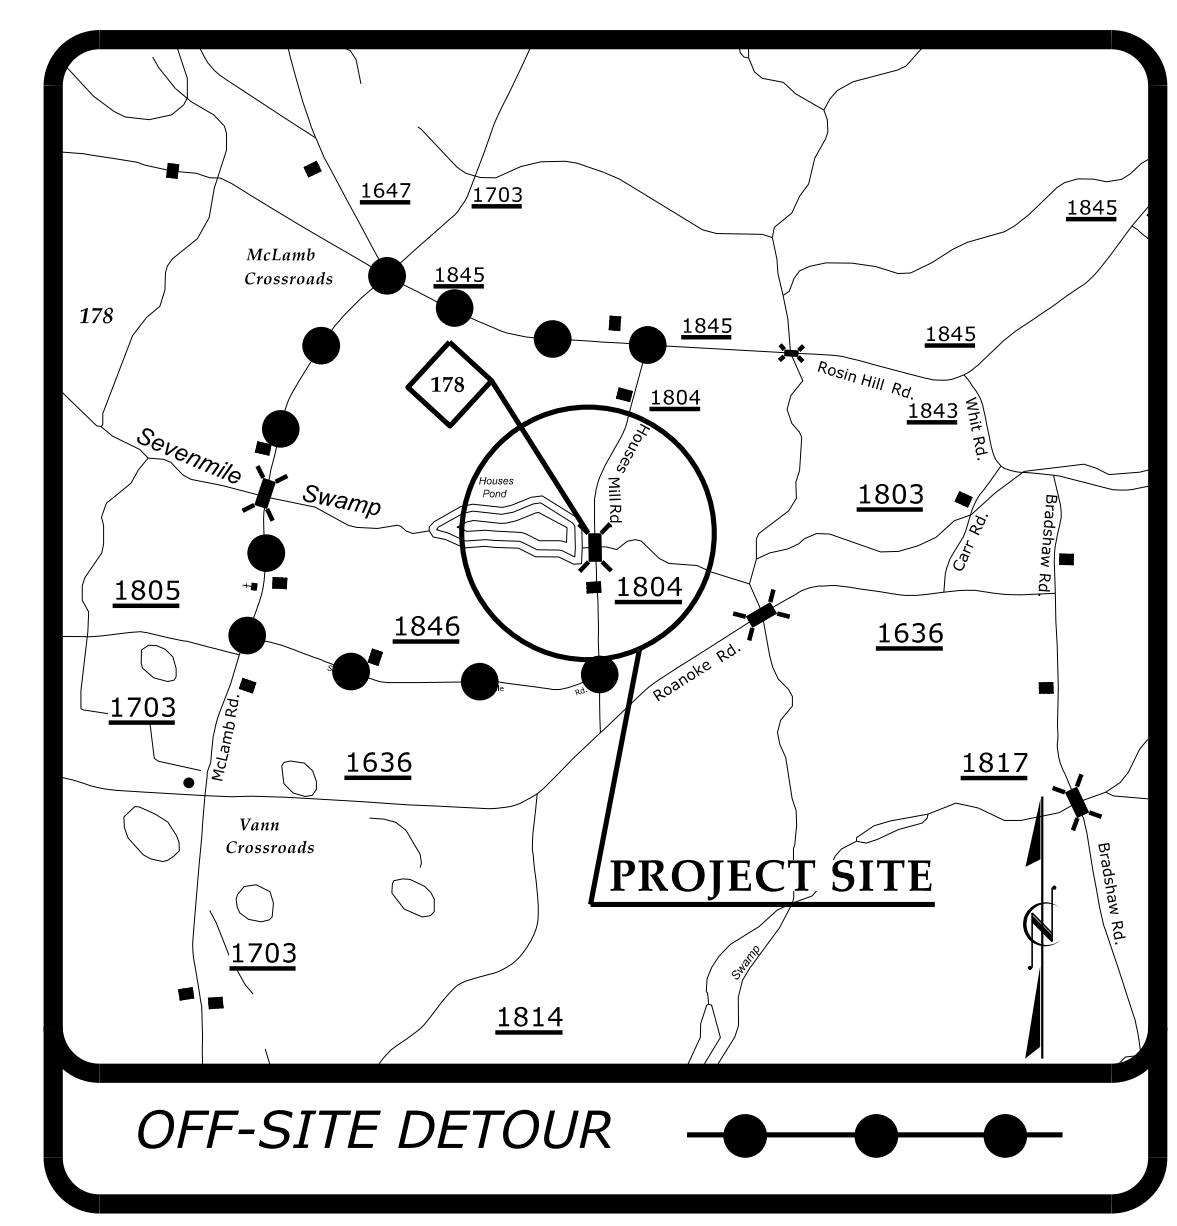 1647
1703
1845
McLamb
Crossroads
1845
178
1845
1845
Rosin Hill Rd.
178
1804
1843
Whit Rd.
Sevenmile
Swamp
Houses
Pond
Houses
Mill Rd
1803
Bradshaw Rd.
Carr Rd.
1805
1804
1846
1636
Roanoke Rd.
Rd.
1703
McLamb Rd.
1636
1817
Vann
Crossroads
Bradshaw Rd.
PROJECT SITE
N
1703
Swamp
1814
OFF-SITE DETOUR